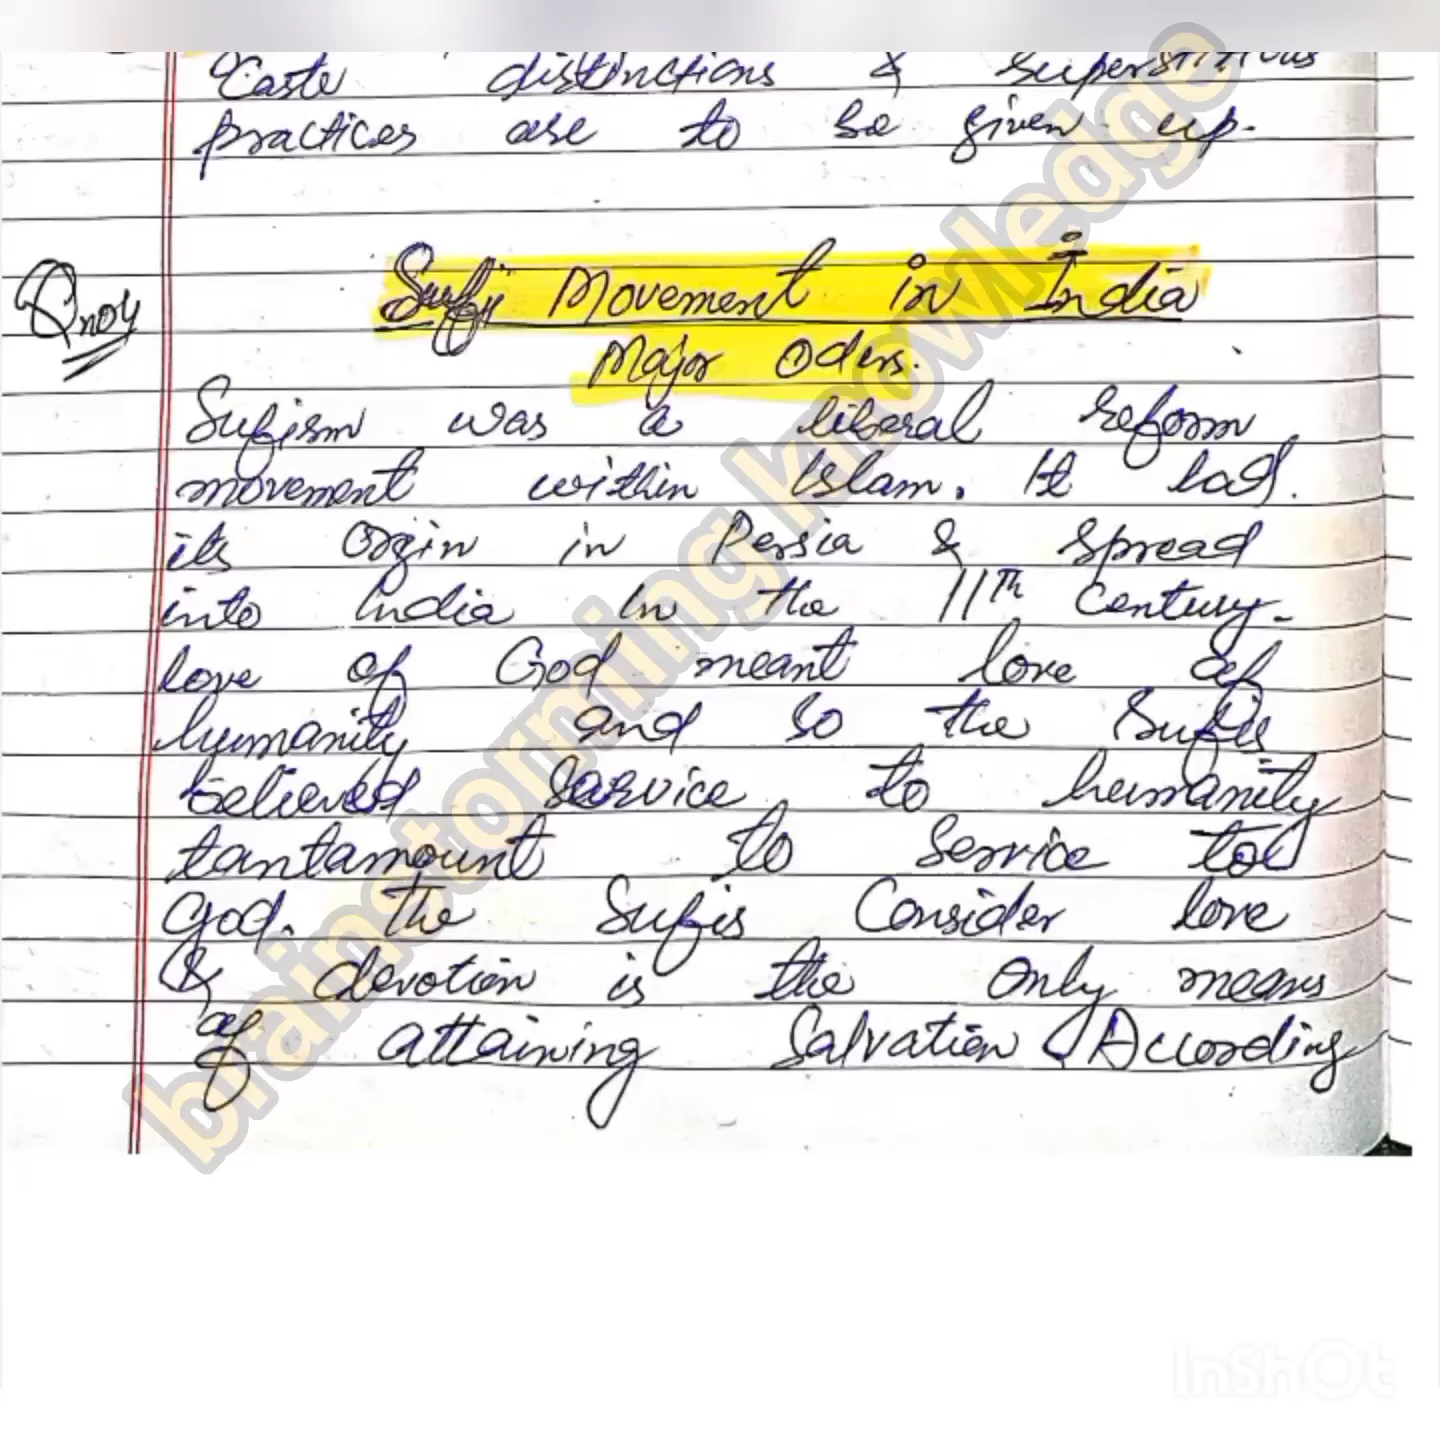 Caste distinctions & superstitious
practices are to be given up.
Qno4
Sufi Movement in India
Major Oders.
Sufism was a liberal reform
movement within Islam. It had.
its Orgin in Persia & spread
into India in the 11th Century.
love of God meant love of
humanity and so the Sufis
believed service to humanity
tantamount to service to
God. The Sufis Consider love
& devotion is the only means
of attaining Salvation. According
brainstorming knowledge
InShOt